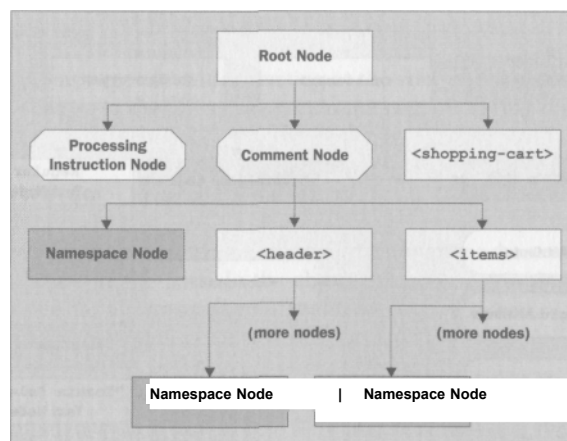 Root Node
Processing
Instruction Node
Comment Node
<shopping-cart>
Namespace Node
<header>
<items>
(more nodes)
(more nodes)
Namespace Node | Namespace Node